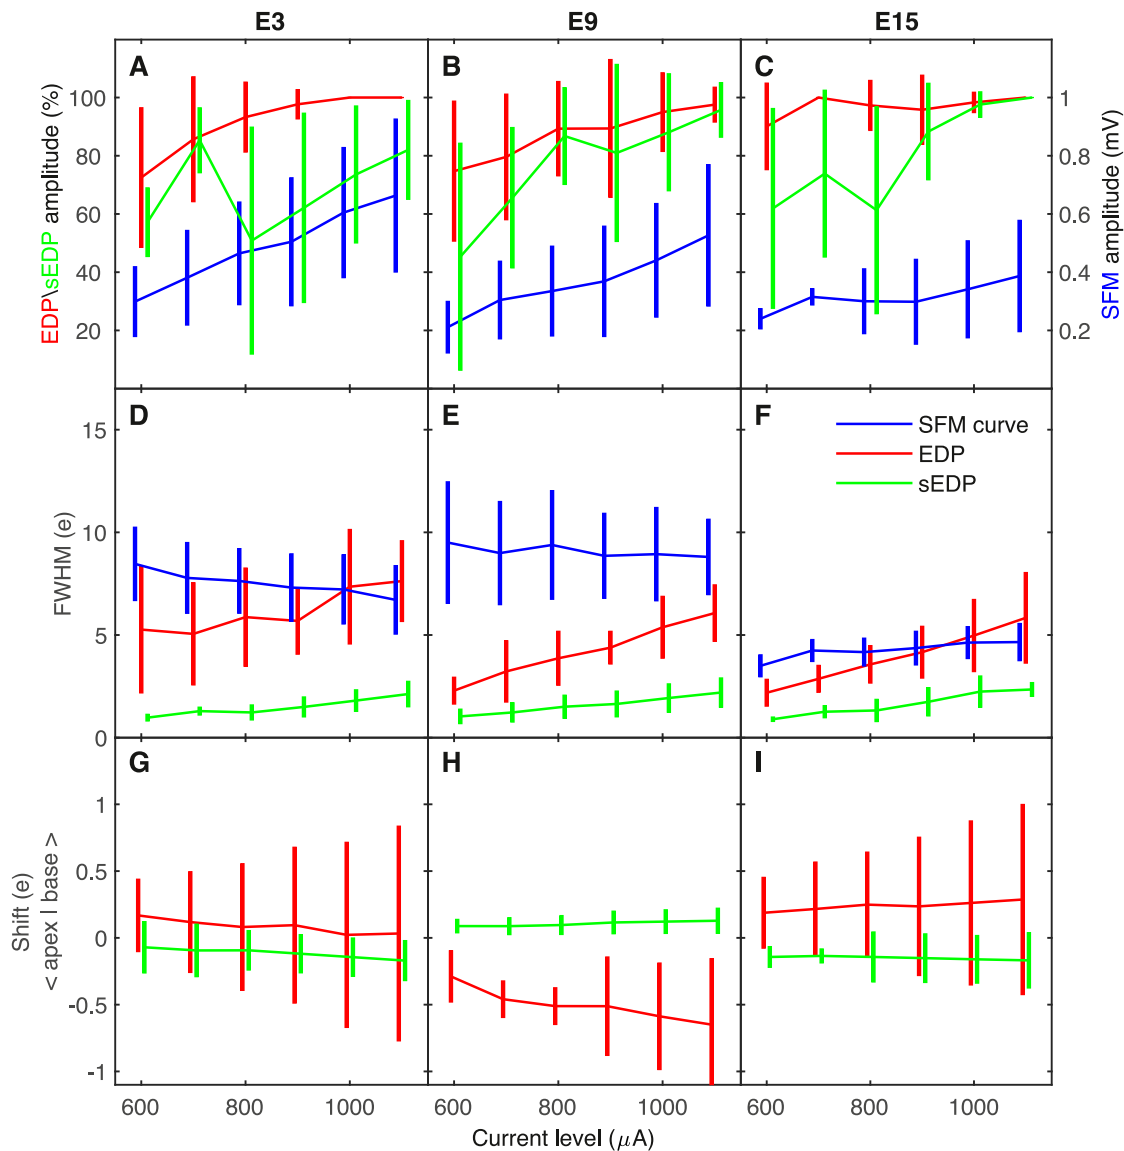 E3 E9 E15
A B C
EDP\sEDP amplitude (%)
100
80
60
40
20
1
0.8
0.6
0.4
0.2
SFM amplitude (mV)
D E F
FWHM (e)
15
10
5
0
SFM curve
EDP
sEDP
G H I
Shift (e)
< apex | base >
1
0.5
0
-0.5
-1
600 800 1000 600 800 1000 600 800 1000
Current level (μA)